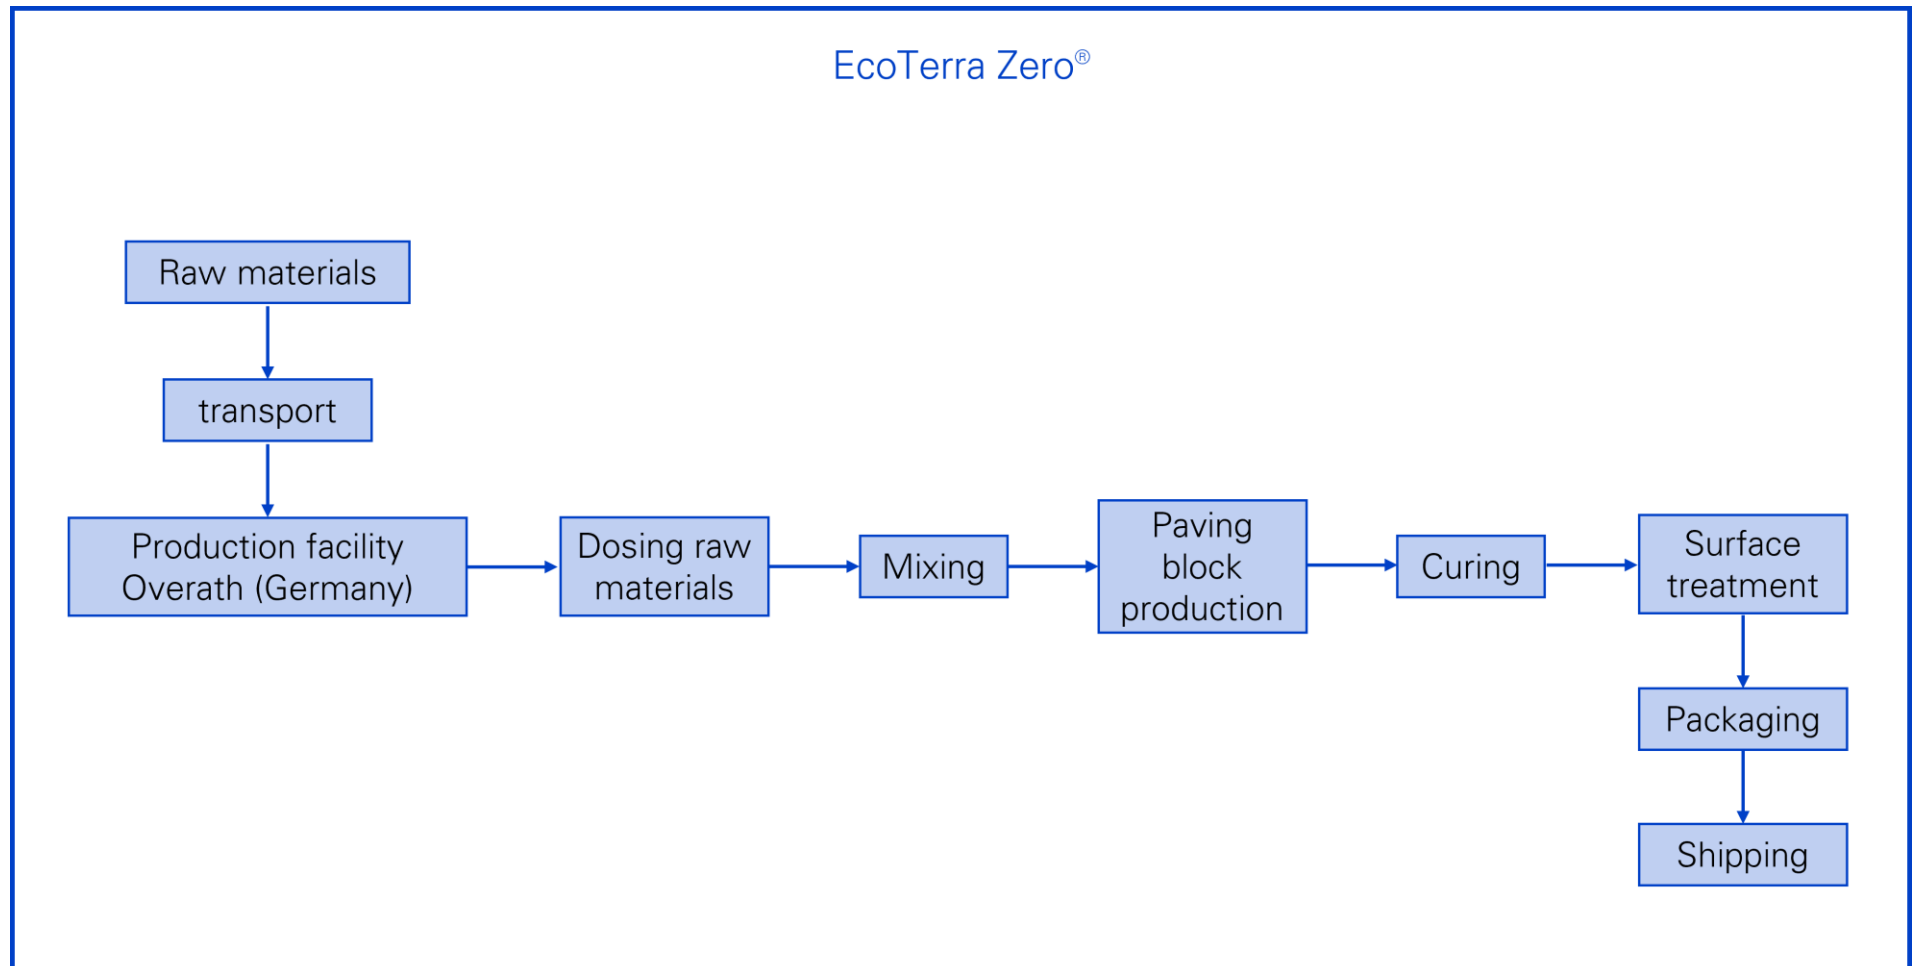 EcoTerra Zero®
Raw materials
transport
Production facility
Overath (Germany)
Dosing raw
materials
Mixing
Paving
block
production
Curing
Surface
treatment
Packaging
Shipping